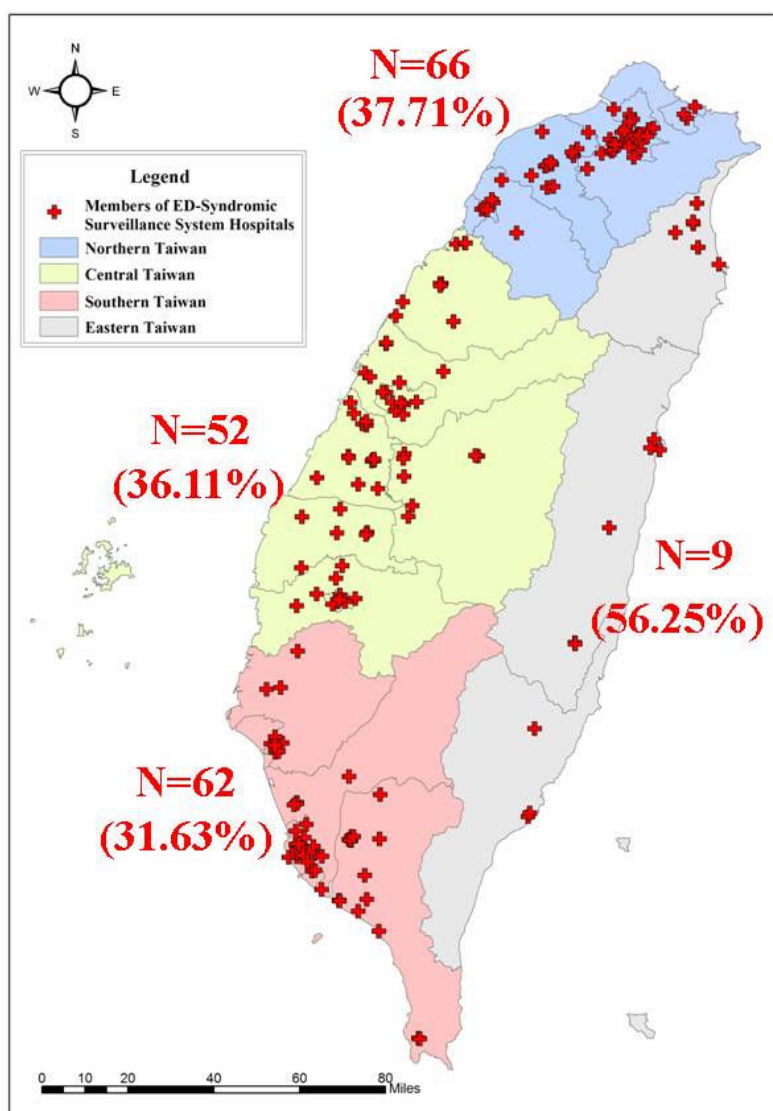 N=66
(37.71%)
N
W E
S
Legend
Members of ED-Syndromic
Surveillance System Hospitals
Northern Taiwan
Central Taiwan
Southern Taiwan
Eastern Taiwan
N=52
(36.11%)
N=9
(56.25%)
N=62
(31.63%)
0 20 40 60 80
Miles